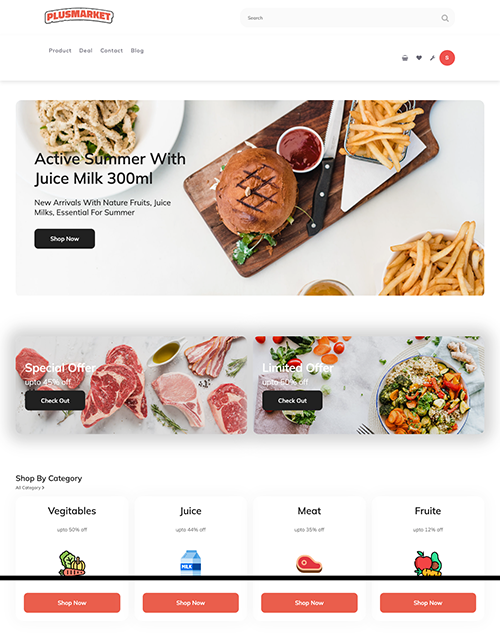 PLUSMARKET
Search
Product Deal Contact Blog
S
Active Summer With
Juice Milk 300ml
New Arrivals With Nature Fruits, Juice
Milks, Essential For Summer
Shop Now
Special Offer
upto 45% off
Check Out
Limited Offer
upto 50% off
Check Out
Shop By Category
All Category >
Vegitables
upto 50% off
Juice
upto 44% off
MILK
Meat
upto 35% off
Fruite
upto 12% off
Shop Now
Shop Now
Shop Now
Shop Now